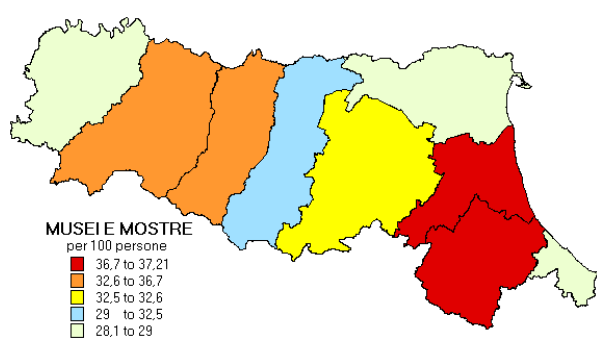 MUSEI E MOSTRE
per 100 persone
36,7 to 37,21
32,6 to 36,7
32,5 to 32,6
29 to 32,5
28,1 to 29